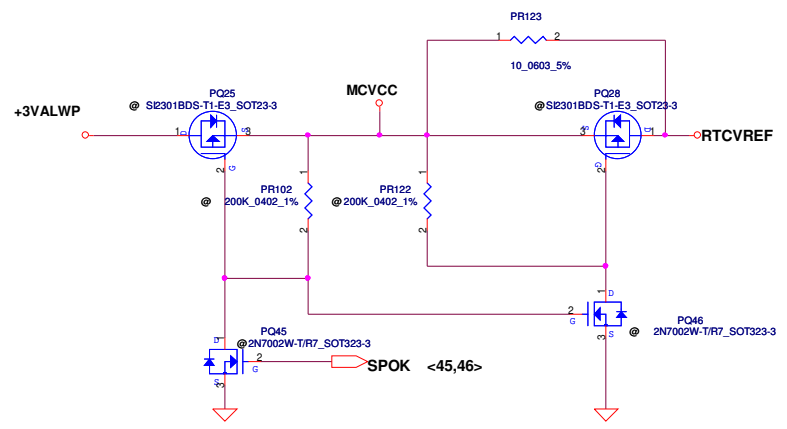 PR123
1 2
10_0603_5%
PQ25
@ SI2301BDS-T1-E3_SOT23-3
MCVCC
PQ28
@SI2301BDS-T1-E3_SOT23-3
+3VALWP
1 D S 3
3 S D 1
RTCVREF
2 G
G 2
1
1
PR102
@ 200K_0402_1%
PR122
@200K_0402_1%
2
2
1 D
2 G
PQ46
@ 2N7002W-T/R7_SOT323-3
S 3
1 D
PQ45
@2N7002W-T/R7_SOT323-3
2 G
S 3
SPOK <45,46>